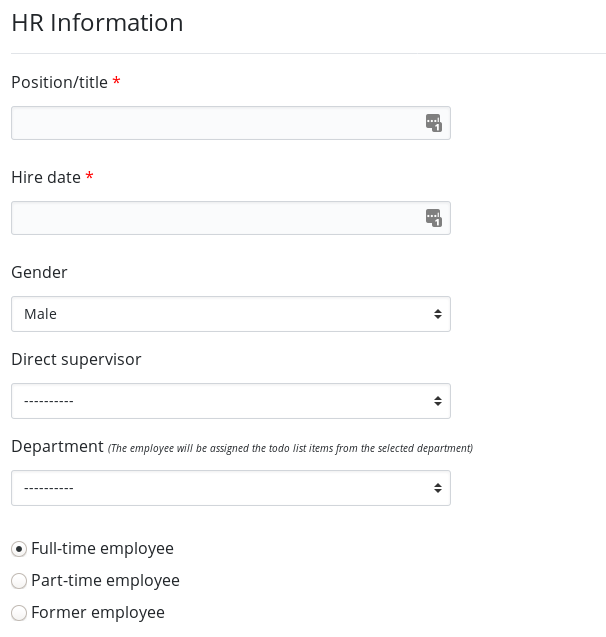 HR Information
Position/title *
Hire date *
Gender
Male
Direct supervisor
----------
Department (The employee will be assigned the todo list items from the selected department)
----------
Full-time employee
Part-time employee
Former employee